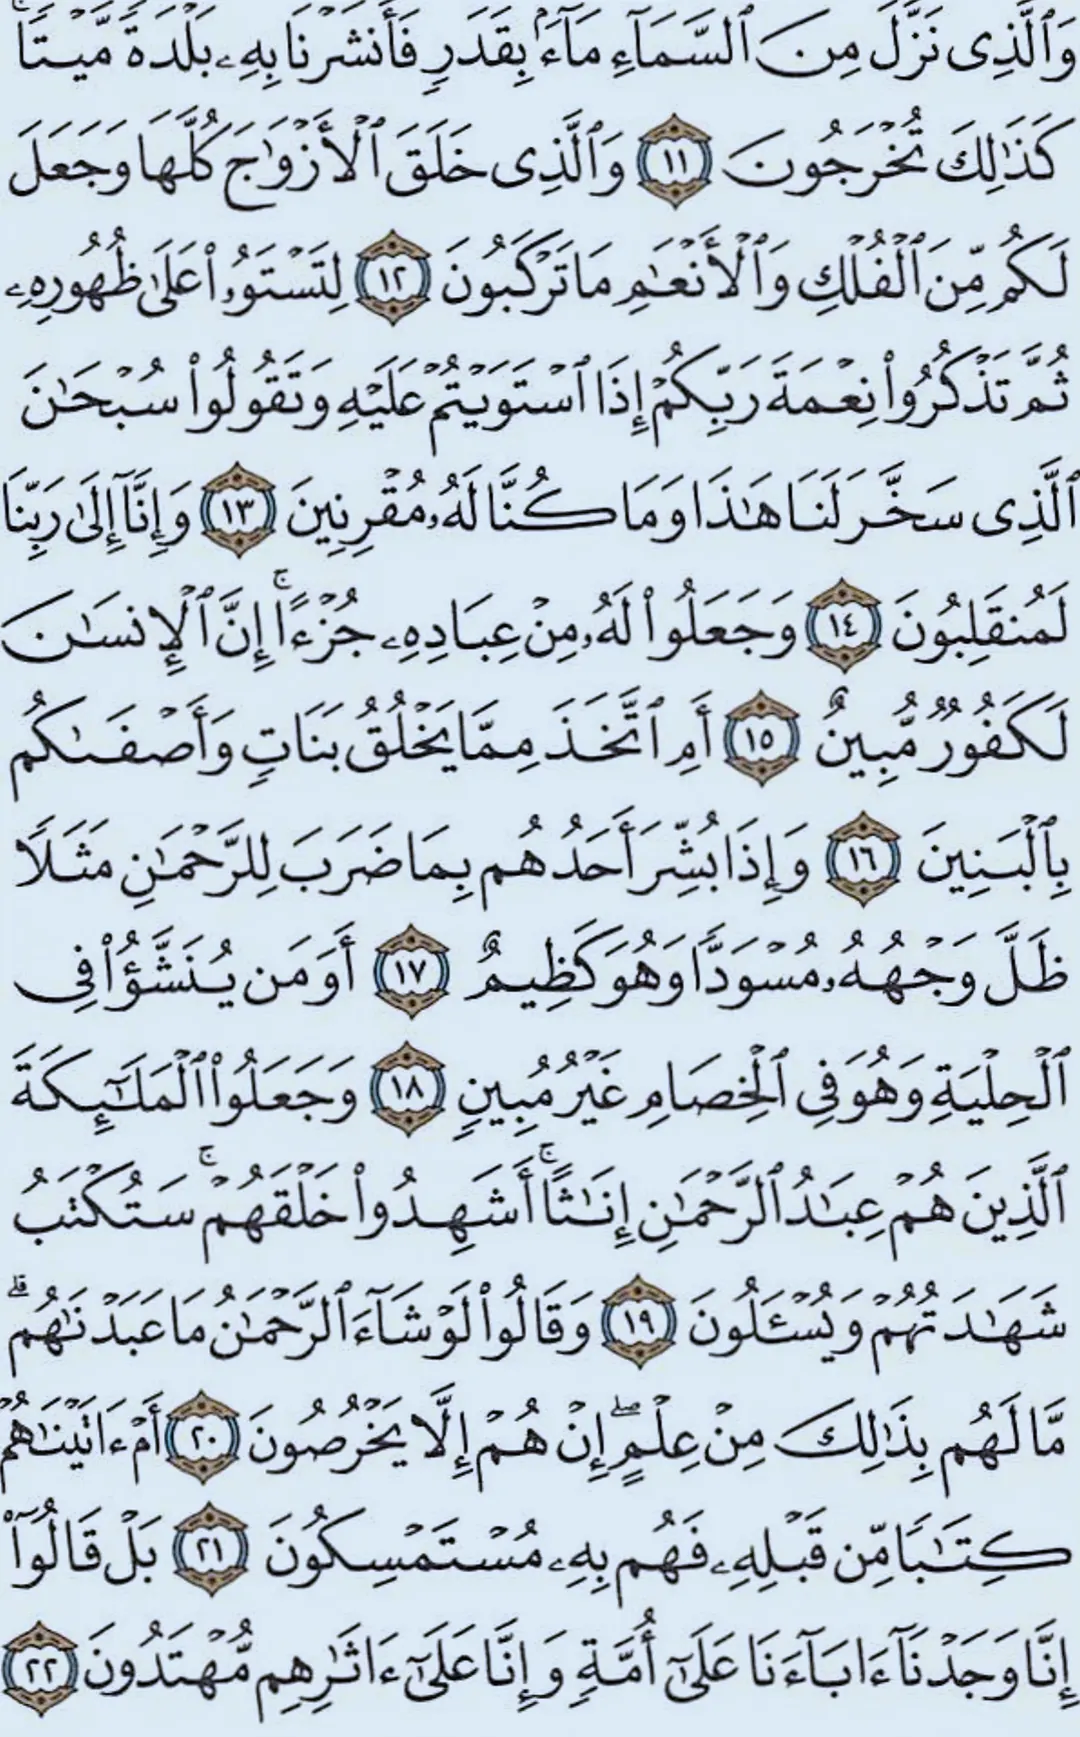 وَٱلَّذِى نَزَّلَ مِنَ ٱلسَّمَآءِ مَآءَۢ بِقَدَرٍ فَأَنشَرْنَا بِهِۦ بَلْدَةً مَّيْتًا ۚ
كَذَٰلِكَ تُخْرَجُونَ ١١ وَٱلَّذِى خَلَقَ ٱلْأَزْوَٰجَ كُلَّهَا وَجَعَلَ
لَكُم مِّنَ ٱلْفُلْكِ وَٱلْأَنْعَٰمِ مَا تَرْكَبُونَ ١٢ لِتَسْتَوُۥا۟ عَلَىٰ ظُهُورِهِۦ
ثُمَّ تَذْكُرُوا۟ نِعْمَةَ رَبِّكُمْ إِذَا ٱسْتَوَيْتُمْ عَلَيْهِ وَتَقُولُوا۟ سُبْحَٰنَ
ٱلَّذِى سَخَّرَ لَنَا هَٰذَا وَمَا كُنَّا لَهُۥ مُقْرِنِينَ ١٣ وَإِنَّآ إِلَىٰ رَبِّنَا
لَمُنقَلِبُونَ ١٤ وَجَعَلُوا۟ لَهُۥ مِنْ عِبَادِهِۦ جُزْءًا ۚ إِنَّ ٱلْإِنسَٰنَ
لَكَفُورٌ مُّبِينٌ ١٥ أَمِ ٱتَّخَذَ مِمَّا يَخْلُقُ بَنَاتٍ وَأَصْفَىٰكُم
بِٱلْبَنِينَ ١٦ وَإِذَا بُشِّرَ أَحَدُهُم بِمَا ضَرَبَ لِلرَّحْمَٰنِ مَثَلًا
ظَلَّ وَجْهُهُۥ مُسْوَدًّا وَهُوَ كَظِيمٌ ١٧ أَوَمَن يُنَشَّؤُا۟ فِى
ٱلْحِلْيَةِ وَهُوَ فِى ٱلْخِصَامِ غَيْرُ مُبِينٍ ١٨ وَجَعَلُوا۟ ٱلْمَلَٰٓئِكَةَ
ٱلَّذِينَ هُمْ عِبَٰدُ ٱلرَّحْمَٰنِ إِنَٰثًا ۚ أَشَهِدُوا۟ خَلْقَهُمْ ۚ سَتُكْتَبُ
شَهَٰدَتُهُمْ وَيُسْـَٔلُونَ ١٩ وَقَالُوا۟ لَوْ شَآءَ ٱلرَّحْمَٰنُ مَا عَبَدْنَٰهُم ۗ
مَّا لَهُم بِذَٰلِكَ مِنْ عِلْمٍ ۖ إِنْ هُمْ إِلَّا يَخْرُصُونَ ٢٠ أَمْ ءَاتَيْنَٰهُمْ
كِتَٰبًا مِّن قَبْلِهِۦ فَهُم بِهِۦ مُسْتَمْسِكُونَ ٢١ بَلْ قَالُوٓا۟
إِنَّا وَجَدْنَآ ءَابَآءَنَا عَلَىٰٓ أُمَّةٍ وَإِنَّا عَلَىٰٓ ءَاثَٰرِهِم مُّهْتَدُونَ ٢٢